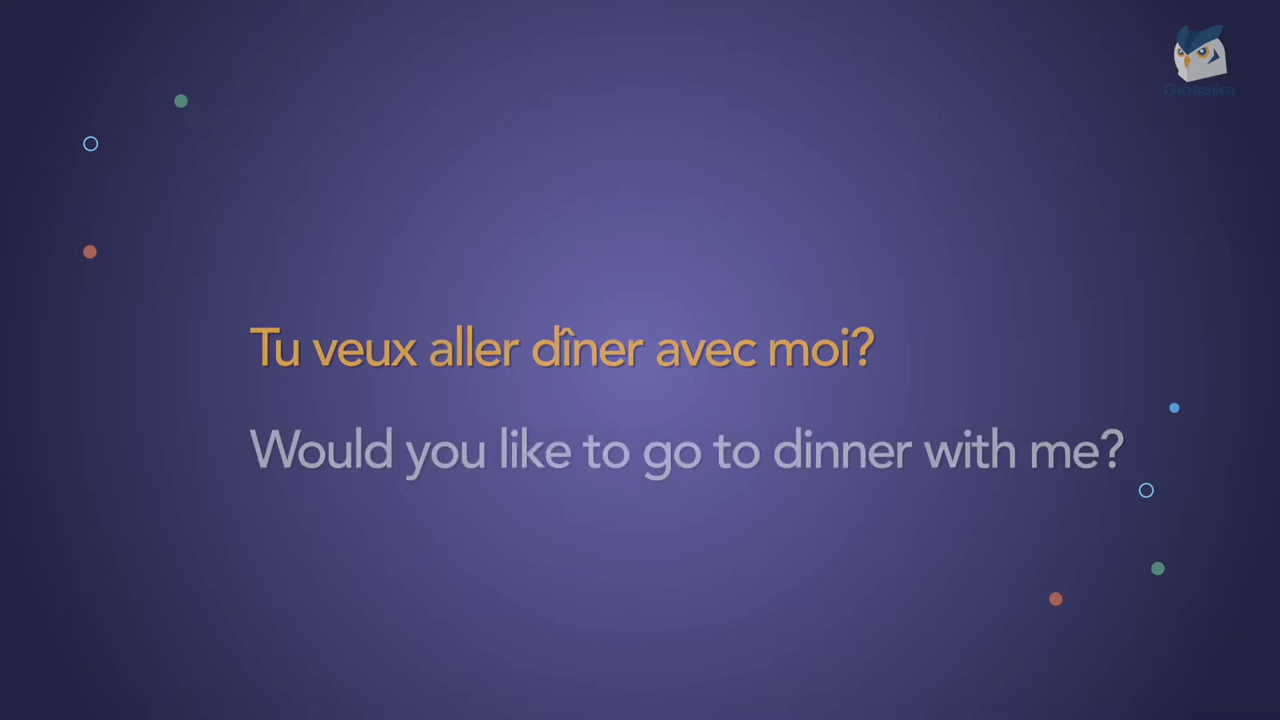 Glossika
Tu veux aller dîner avec moi?
Would you like to go to dinner with me?